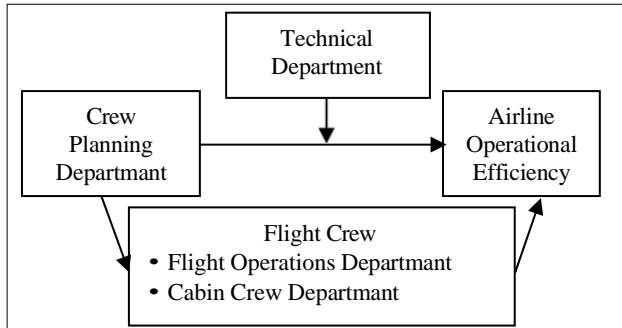 Technical
Department
Crew
Planning
Departmant
Airline
Operational
Efficiency
Flight Crew
• Flight Operations Departmant
• Cabin Crew Departmant